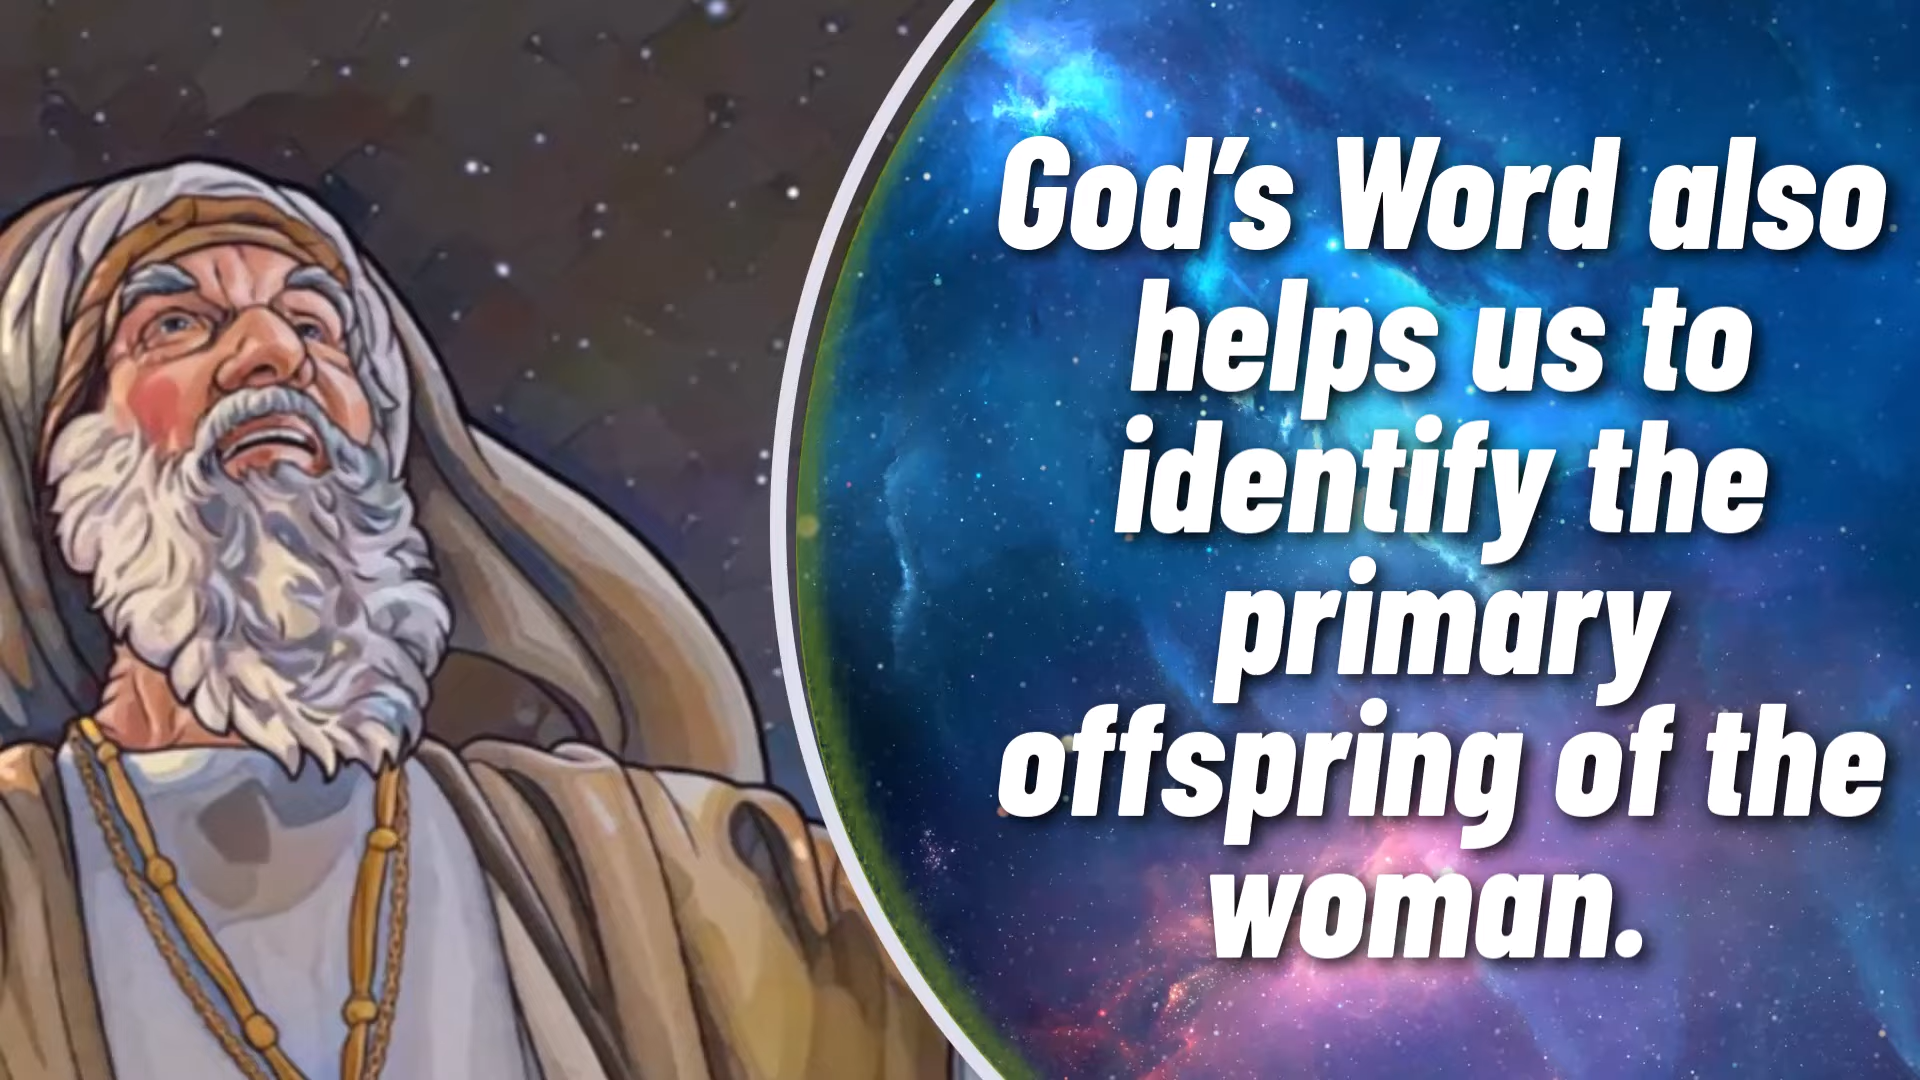 God’s Word also
helps us to
identify the
primary
offspring of the
woman.